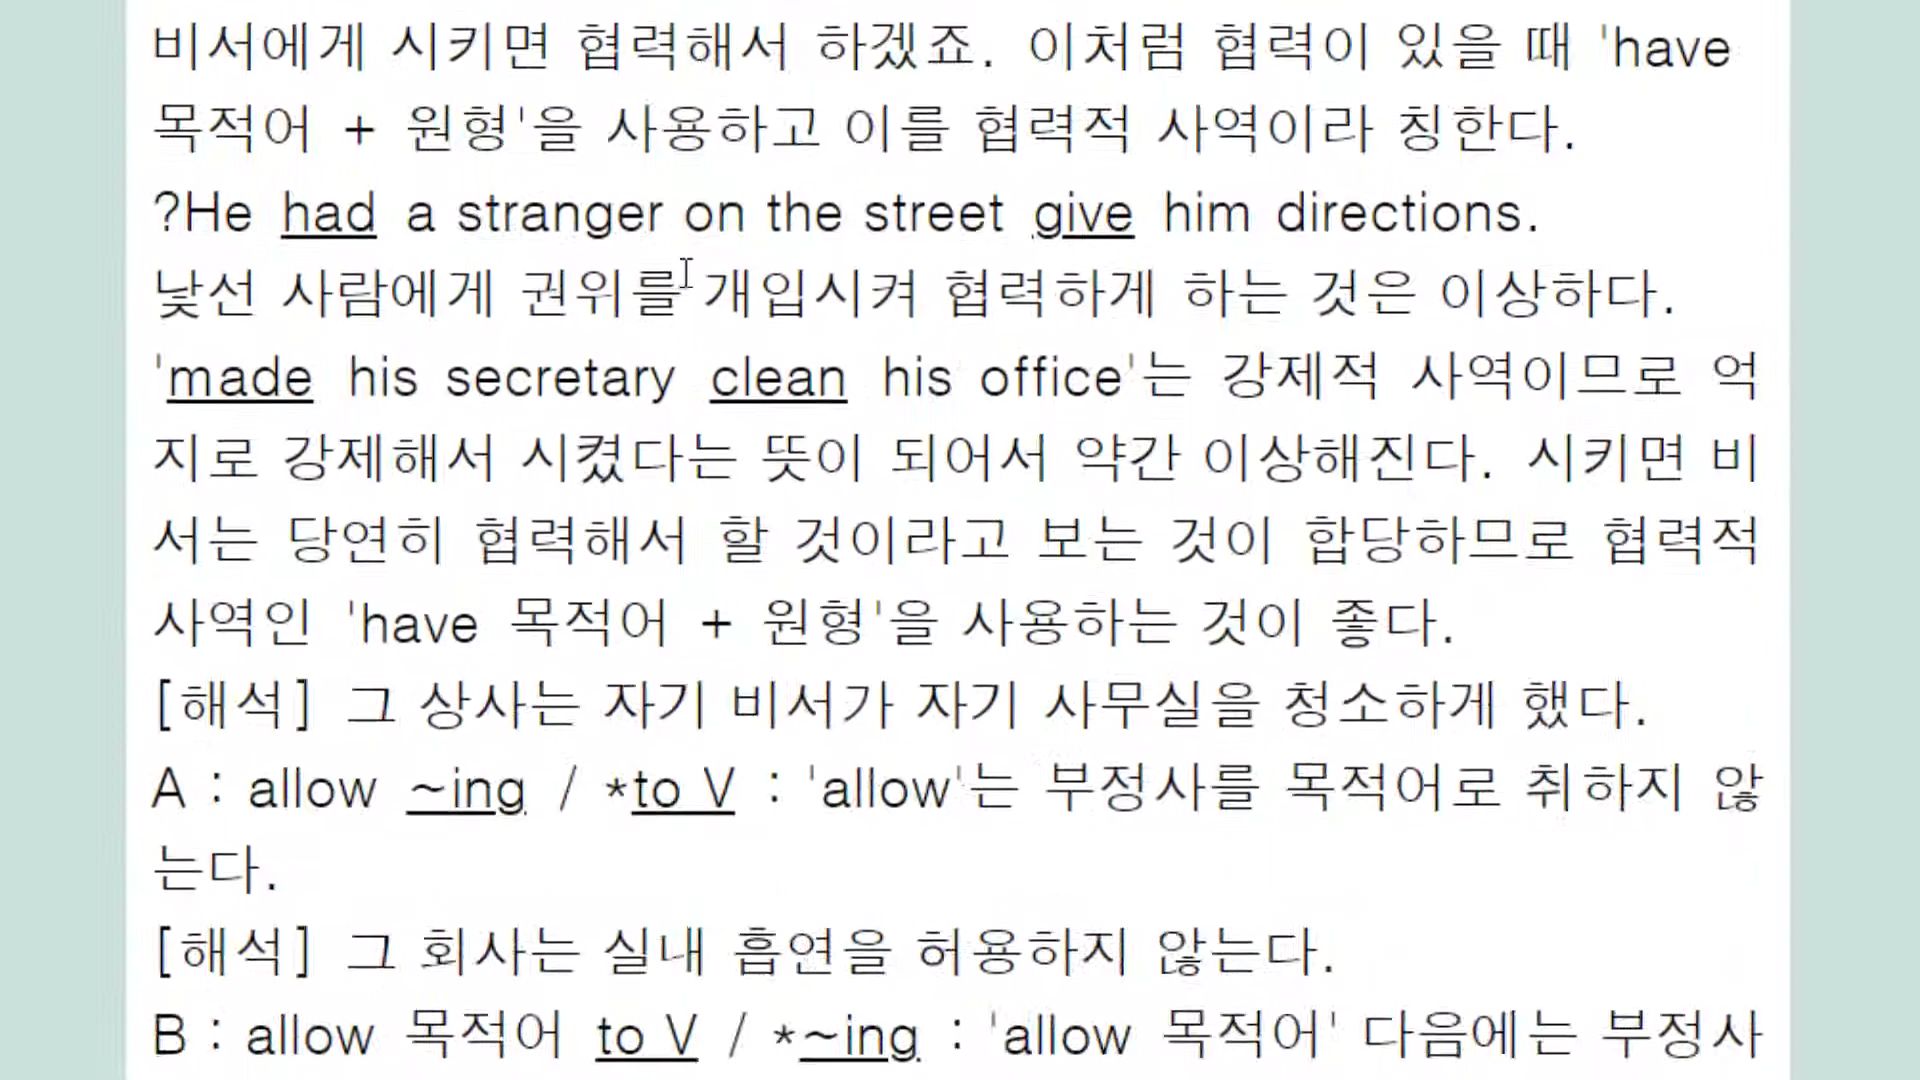 비서에게 시키면 협력해서 하겠죠. 이처럼 협력이 있을 때 'have
목적어 + 원형'을 사용하고 이를 협력적 사역이라 칭한다.
?He had a stranger on the street give him directions.
낯선 사람에게 권위를 개입시켜 협력하게 하는 것은 이상하다.
'made his secretary clean his office'는 강제적 사역이므로 억
지로 강제해서 시켰다는 뜻이 되어서 약간 이상해진다. 시키면 비
서는 당연히 협력해서 할 것이라고 보는 것이 합당하므로 협력적
사역인 'have 목적어 + 원형'을 사용하는 것이 좋다.
[해석] 그 상사는 자기 비서가 자기 사무실을 청소하게 했다.
A : allow ~ing / *to V : 'allow'는 부정사를 목적어로 취하지 않
는다.
[해석] 그 회사는 실내 흡연을 허용하지 않는다.
B : allow 목적어 to V / *~ing : 'allow 목적어' 다음에는 부정사